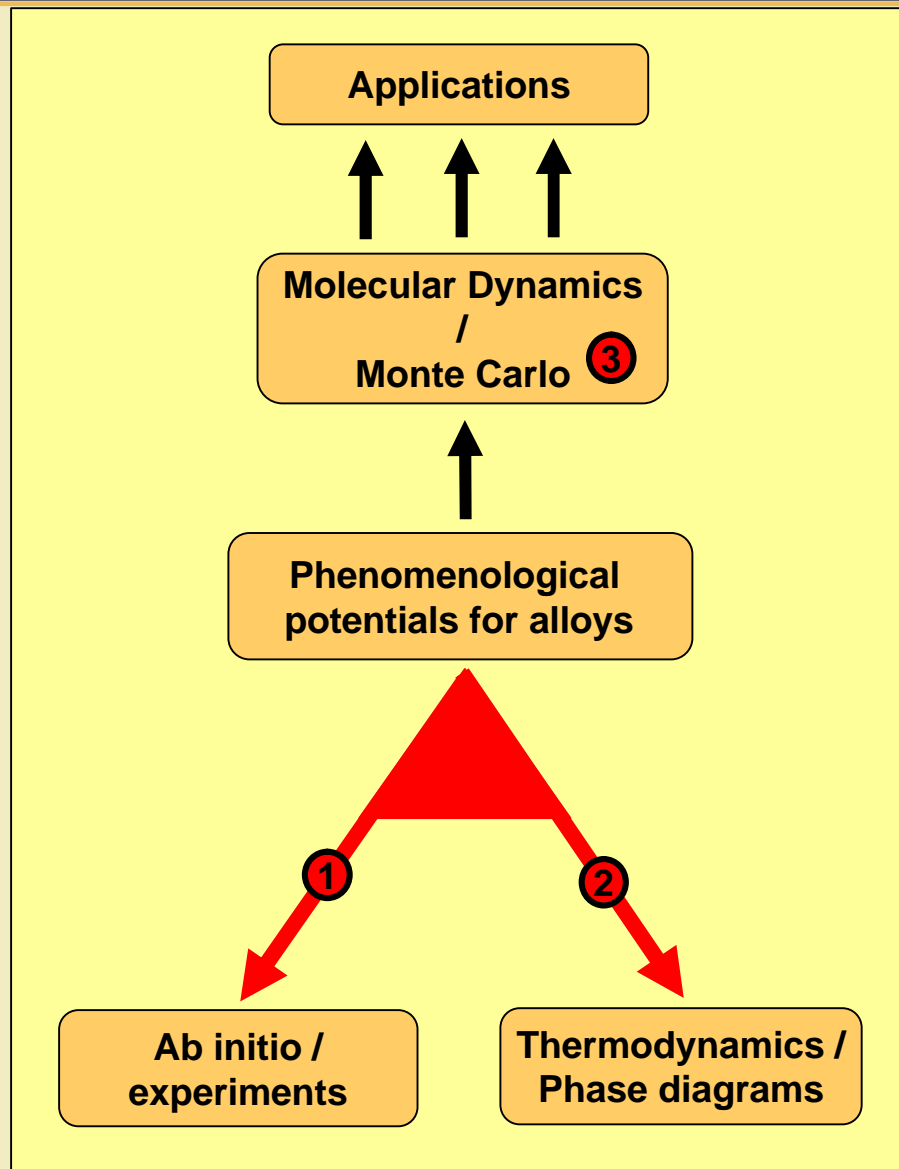 Applications
Molecular Dynamics
/
Monte Carlo 3
Phenomenological
potentials for alloys
1
2
Ab initio /
experiments
Thermodynamics /
Phase diagrams